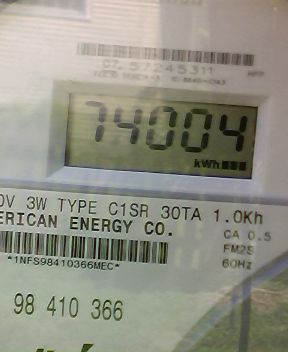 74004
kWh
0V 3W TYPE C1SR 30TA 1.0Kh
ERICAN ENERGY CO.
CA 0.5
FM2S
*1NFS98410366MEC*
60Hz
98 410 366